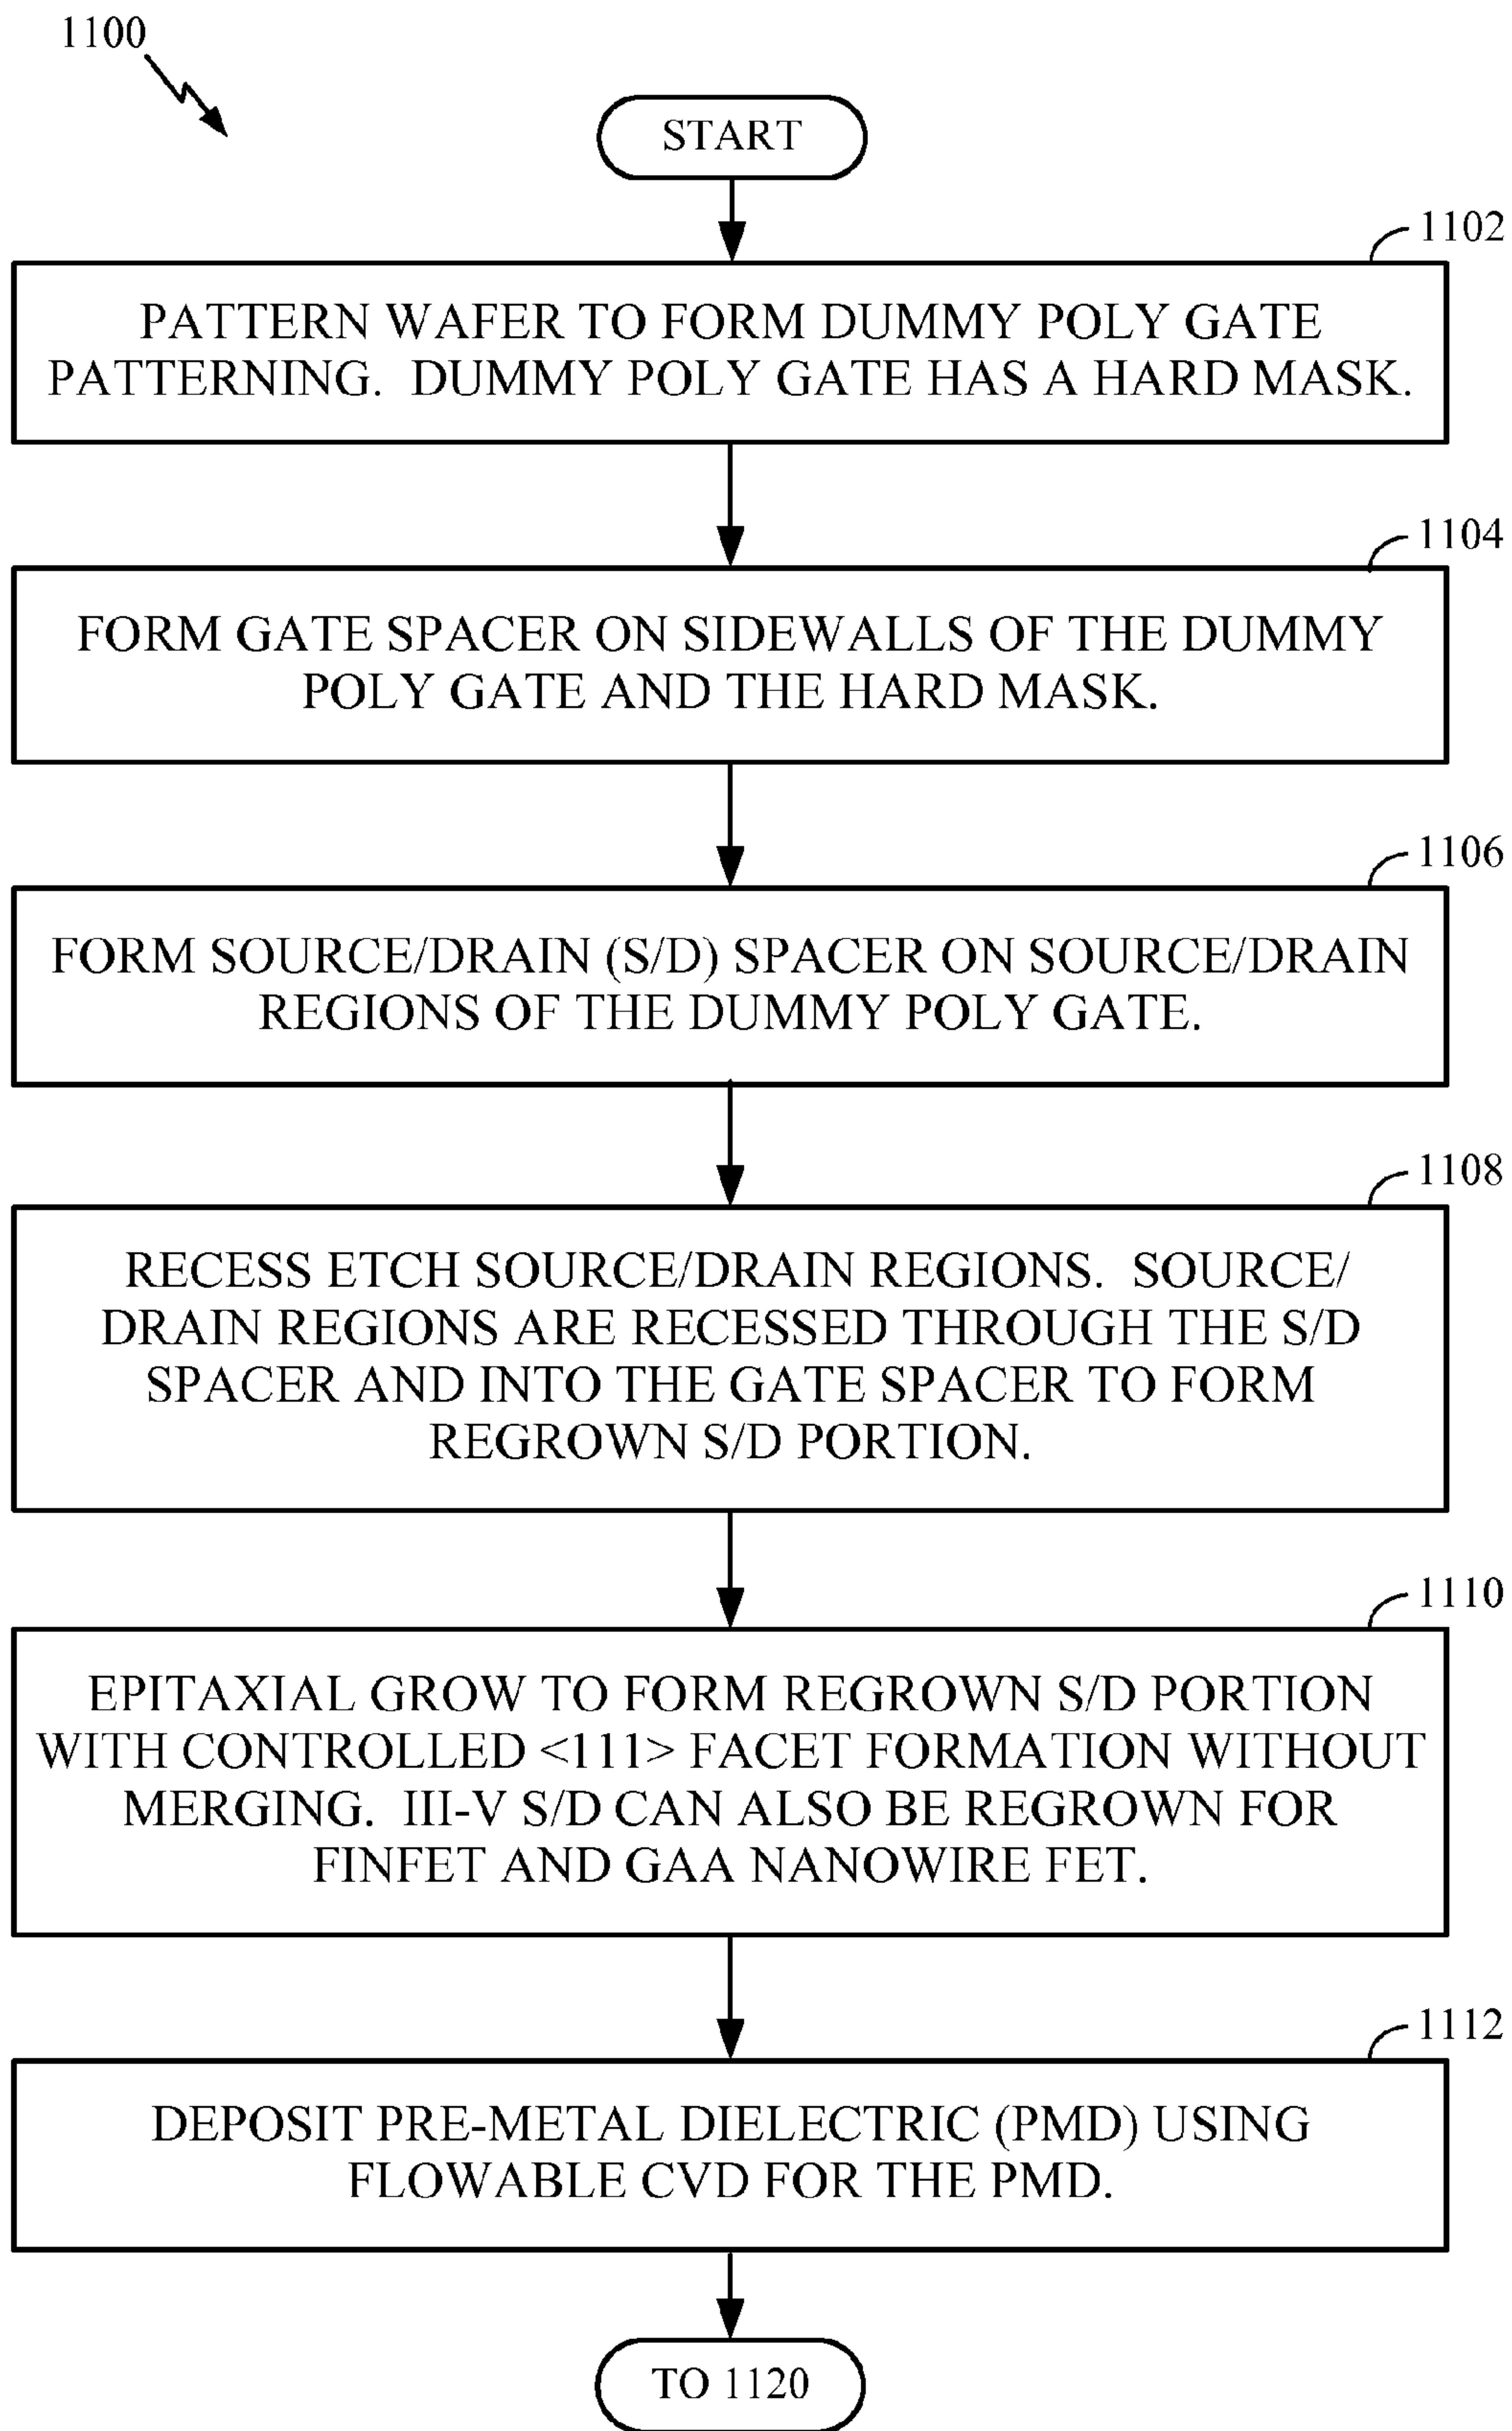 1100
START
1102
PATTERN WAFER TO FORM DUMMY POLY GATE
PATTERNING.  DUMMY POLY GATE HAS A HARD MASK.
1104
FORM GATE SPACER ON SIDEWALLS OF THE DUMMY
POLY GATE AND THE HARD MASK.
1106
FORM SOURCE/DRAIN (S/D) SPACER ON SOURCE/DRAIN
REGIONS OF THE DUMMY POLY GATE.
1108
RECESS ETCH SOURCE/DRAIN REGIONS.  SOURCE/
DRAIN REGIONS ARE RECESSED THROUGH THE S/D
SPACER AND INTO THE GATE SPACER TO FORM
REGROWN S/D PORTION.
1110
EPITAXIAL GROW TO FORM REGROWN S/D PORTION
WITH CONTROLLED <111> FACET FORMATION WITHOUT
MERGING.  III-V S/D CAN ALSO BE REGROWN FOR
FINFET AND GAA NANOWIRE FET.
1112
DEPOSIT PRE-METAL DIELECTRIC (PMD) USING
FLOWABLE CVD FOR THE PMD.
TO 1120